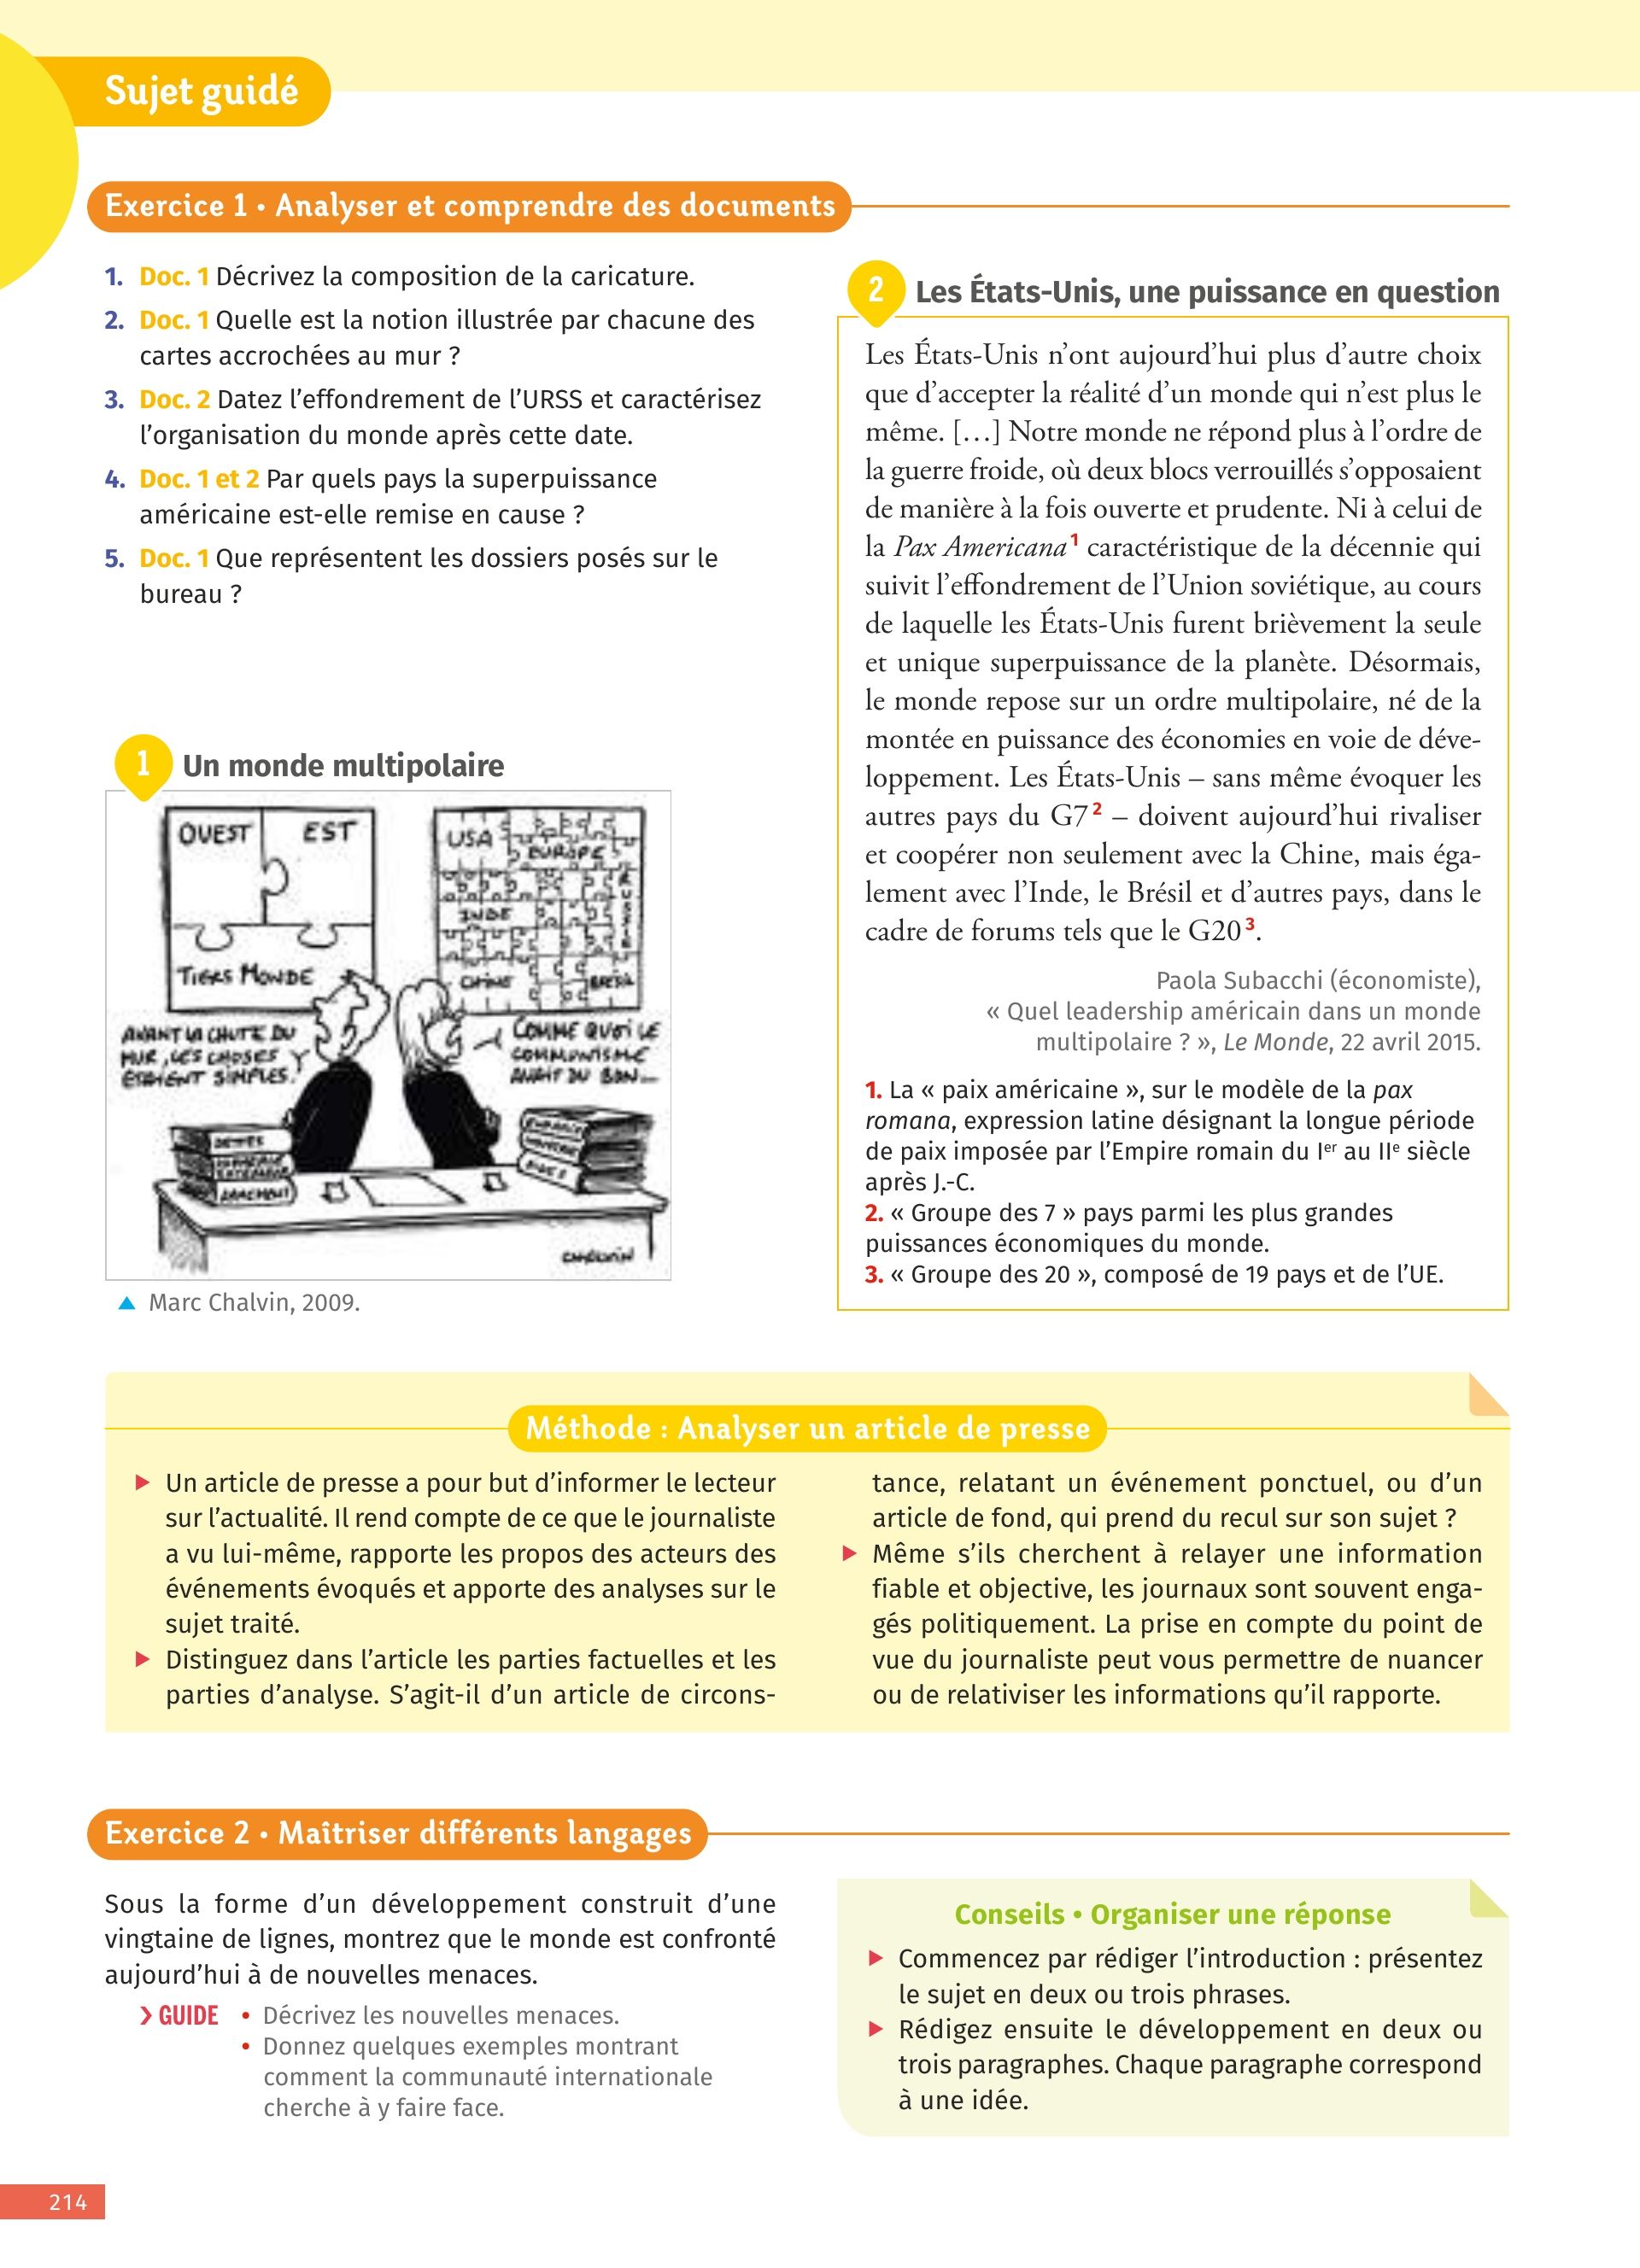 Sujet guidé
Exercice 1 • Analyser et comprendre des documents
1. Doc. 1 Décrivez la composition de la caricature.
2. Doc. 1 Quelle est la notion illustrée par chacune des
cartes accrochées au mur ?
3. Doc. 2 Datez l'effondrement de l'URSS et caractérisez
l'organisation du monde après cette date.
4. Doc. 1 et 2 Par quels pays la superpuissance
américaine est-elle remise en cause ?
5. Doc. 1 Que représentent les dossiers posés sur le
bureau ?
1 Un monde multipolaire
OUEST EST
TIERS MONDE
USA
EUROPE
INDE
CHINE BRESIL
AVANT LA CHUTE DU
MUR, LES CHOSES
ÉTAIENT SIMPLES.
COMME QUOI LE
COMMUNISME
AVAIT DU BON...
DETTES
CHALVIN
▲ Marc Chalvin, 2009.
2 Les États-Unis, une puissance en question
Les États-Unis n'ont aujourd'hui plus d'autre choix
que d'accepter la réalité d'un monde qui n'est plus le
même. […] Notre monde ne répond plus à l'ordre de
la guerre froide, où deux blocs verrouillés s'opposaient
de manière à la fois ouverte et prudente. Ni à celui de
la Pax Americana 1 caractéristique de la décennie qui
suivit l'effondrement de l'Union soviétique, au cours
de laquelle les États-Unis furent brièvement la seule
et unique superpuissance de la planète. Désormais,
le monde repose sur un ordre multipolaire, né de la
montée en puissance des économies en voie de déve-
loppement. Les États-Unis – sans même évoquer les
autres pays du G7 2 – doivent aujourd'hui rivaliser
et coopérer non seulement avec la Chine, mais éga-
lement avec l'Inde, le Brésil et d'autres pays, dans le
cadre de forums tels que le G20 3.
Paola Subacchi (économiste),
« Quel leadership américain dans un monde
multipolaire ? », Le Monde, 22 avril 2015.
1. La « paix américaine », sur le modèle de la pax
romana, expression latine désignant la longue période
de paix imposée par l'Empire romain du Ier au IIe siècle
après J.-C.
2. « Groupe des 7 » pays parmi les plus grandes
puissances économiques du monde.
3. « Groupe des 20 », composé de 19 pays et de l'UE.
Méthode : Analyser un article de presse
▶ Un article de presse a pour but d'informer le lecteur
sur l'actualité. Il rend compte de ce que le journaliste
a vu lui-même, rapporte les propos des acteurs des
événements évoqués et apporte des analyses sur le
sujet traité.
▶ Distinguez dans l'article les parties factuelles et les
parties d'analyse. S'agit-il d'un article de circons-
tance, relatant un événement ponctuel, ou d'un
article de fond, qui prend du recul sur son sujet ?
▶ Même s'ils cherchent à relayer une information
fiable et objective, les journaux sont souvent enga-
gés politiquement. La prise en compte du point de
vue du journaliste peut vous permettre de nuancer
ou de relativiser les informations qu'il rapporte.
Exercice 2 • Maîtriser différents langages
Sous la forme d'un développement construit d'une
vingtaine de lignes, montrez que le monde est confronté
aujourd'hui à de nouvelles menaces.
❯ GUIDE • Décrivez les nouvelles menaces.
• Donnez quelques exemples montrant
comment la communauté internationale
cherche à y faire face.
Conseils • Organiser une réponse
▶ Commencez par rédiger l'introduction : présentez
le sujet en deux ou trois phrases.
▶ Rédigez ensuite le développement en deux ou
trois paragraphes. Chaque paragraphe correspond
à une idée.
214